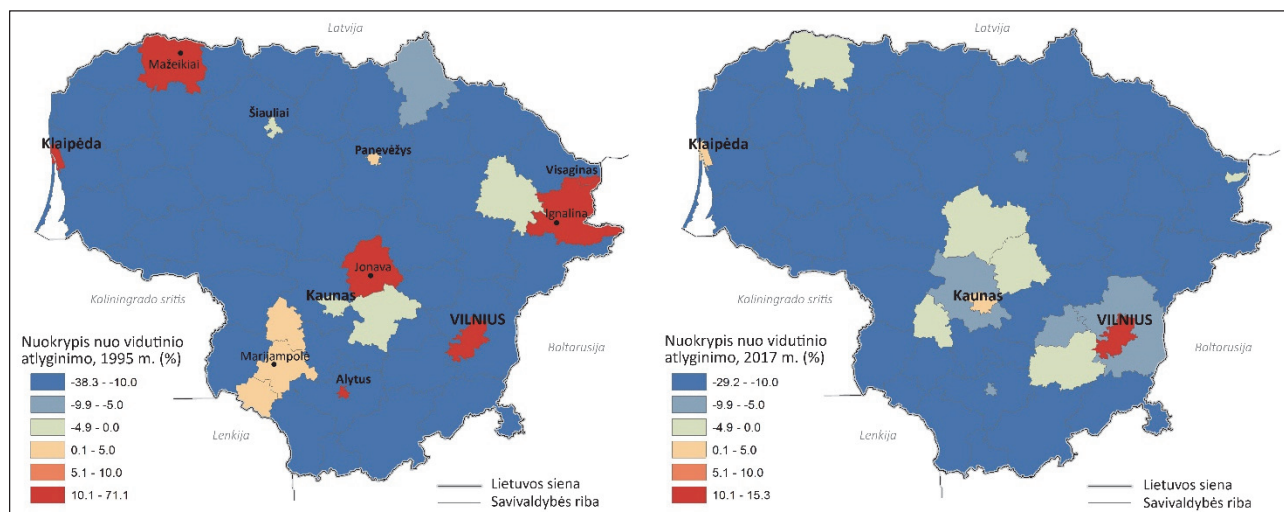 Latvija
Mažeikiai
Šiauliai
Klaipėda
Panevėžys
Visaginas
Ignalina
Jonava
Koliningrado sritis
Kaunas
VILNIUS
Nuokrypis nuo vidutinio
atlyginimo, 1995 m. (%)
Marijampolė
Baltarusija
-38.3 - -10.0
Alytus
-9.9 - -5.0
-4.9 - 0.0
Lenkija
0.1 - 5.0
5.1 - 10.0
Lietuvos siena
10.1 - 71.1
Savivaldybės riba
Latvija
Klaipėda
Koliningrado sritis
Kaunas
VILNIUS
Nuokrypis nuo vidutinio
atlyginimo, 2017 m. (%)
Baltarusija
-29.2 - -10.0
-9.9 - -5.0
-4.9 - 0.0
Lenkija
0.1 - 5.0
5.1 - 10.0
Lietuvos siena
10.1 - 15.3
Savivaldybės riba